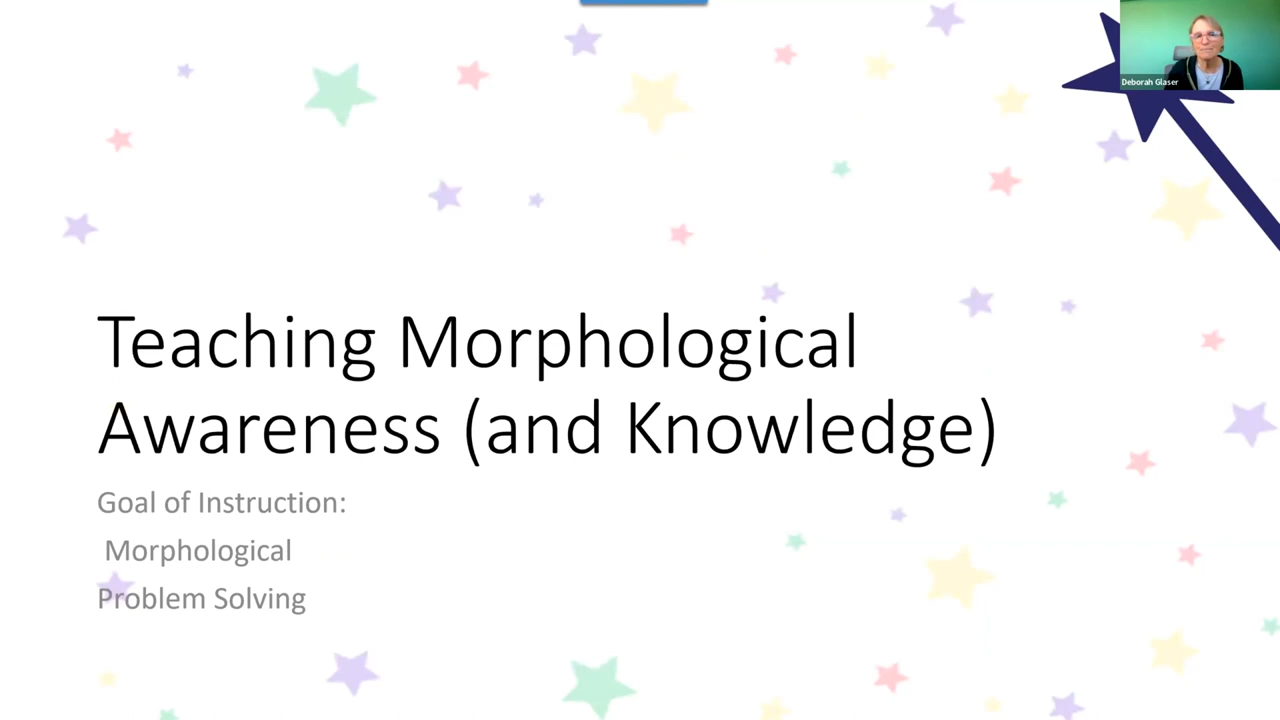 Deborah Glaser
Teaching Morphological
Awareness (and Knowledge)
Goal of Instruction:
Morphological
Problem Solving